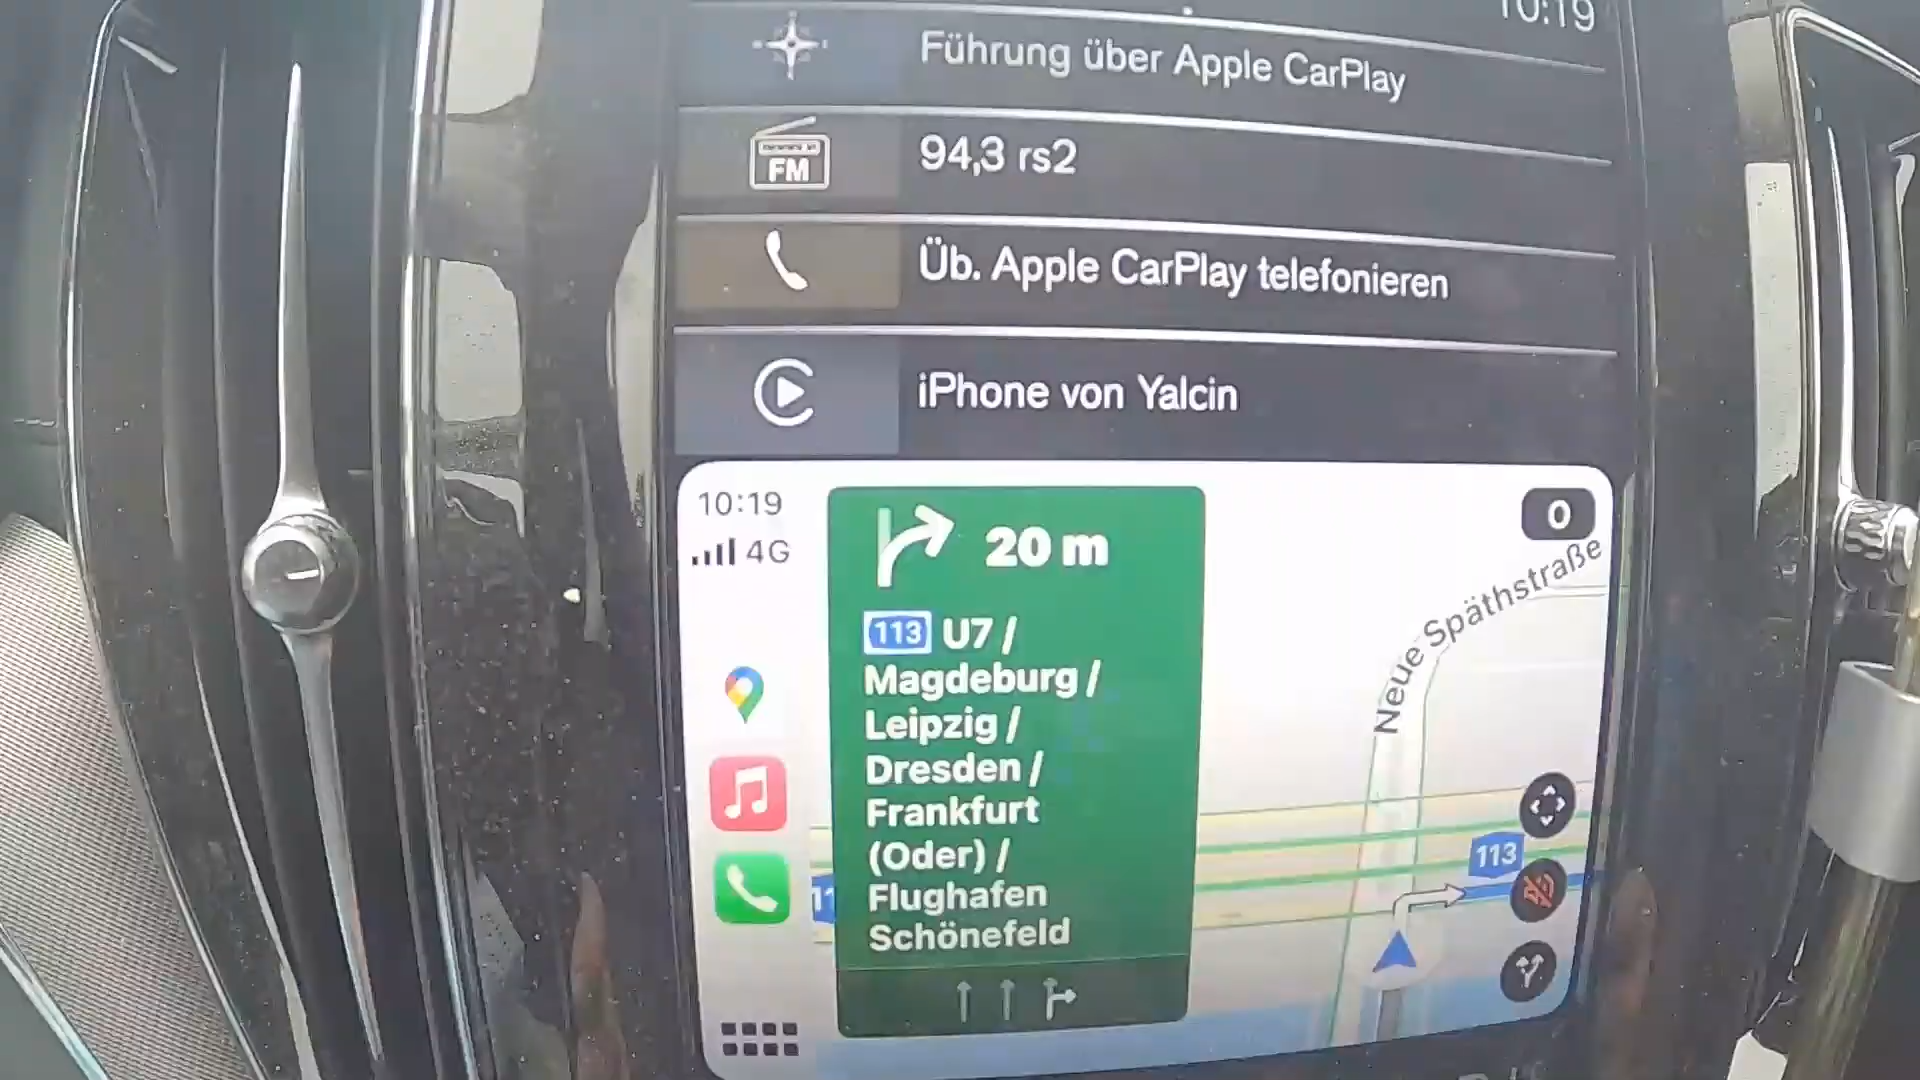 10:19
Führung über Apple CarPlay
FM
94,3 rs2
Üb. Apple CarPlay telefonieren
iPhone von Yalcin
10:19
4G
20 m
113 U7 /
Magdeburg /
Leipzig /
Dresden /
Frankfurt
(Oder) /
Flughafen
Schönefeld
0
Neue Späthstraße
113
11